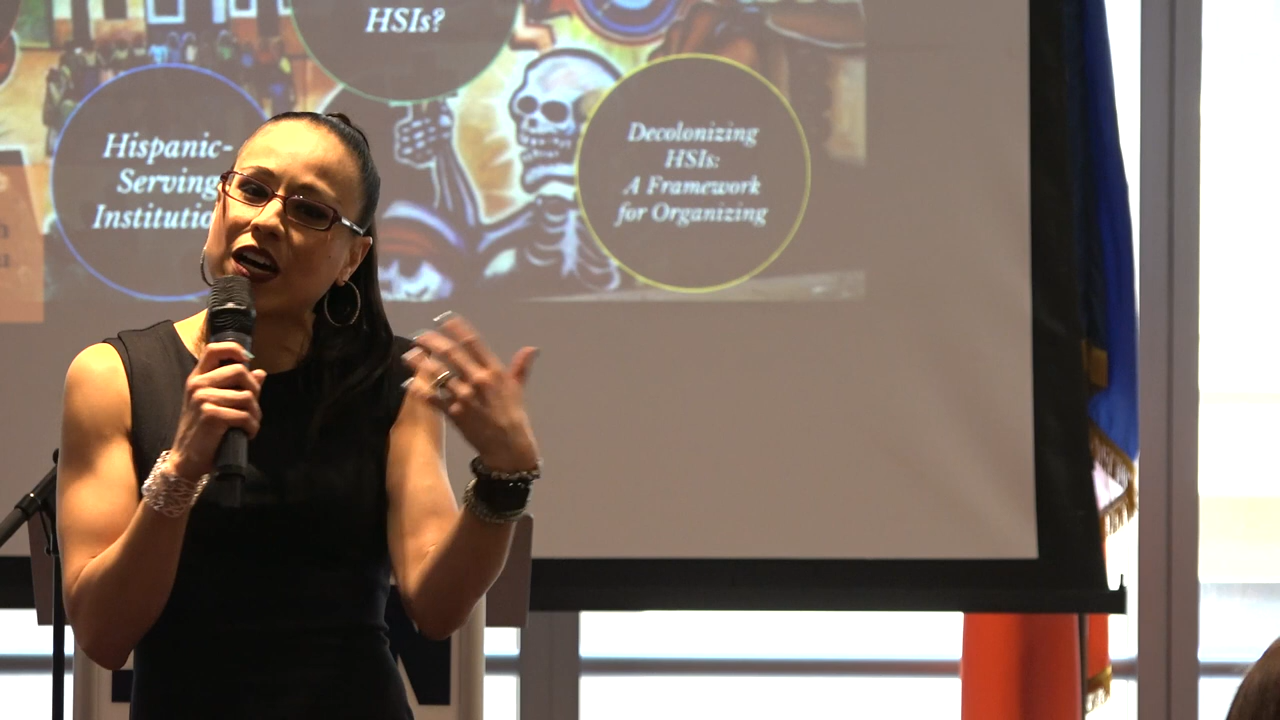 HSIs?
Hispanic-
Serving
Decolonizing
HSIs:
A Framework
for Organizing